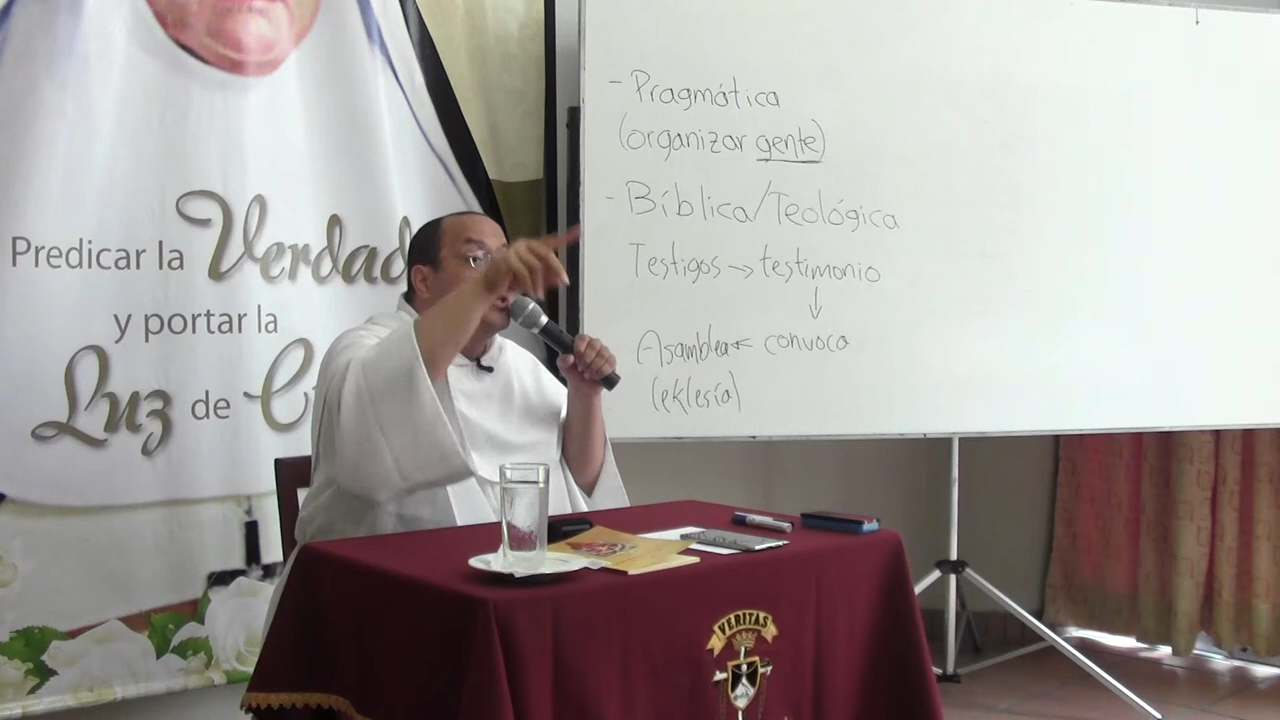 Predicar la Verdad
y portar la
Luz de
- Pragmática
(organizar gente)
- Bíblica/Teológica
Testigos → testimonio
↓
Asamblea ← convoca
(eklesía)
VERITAS